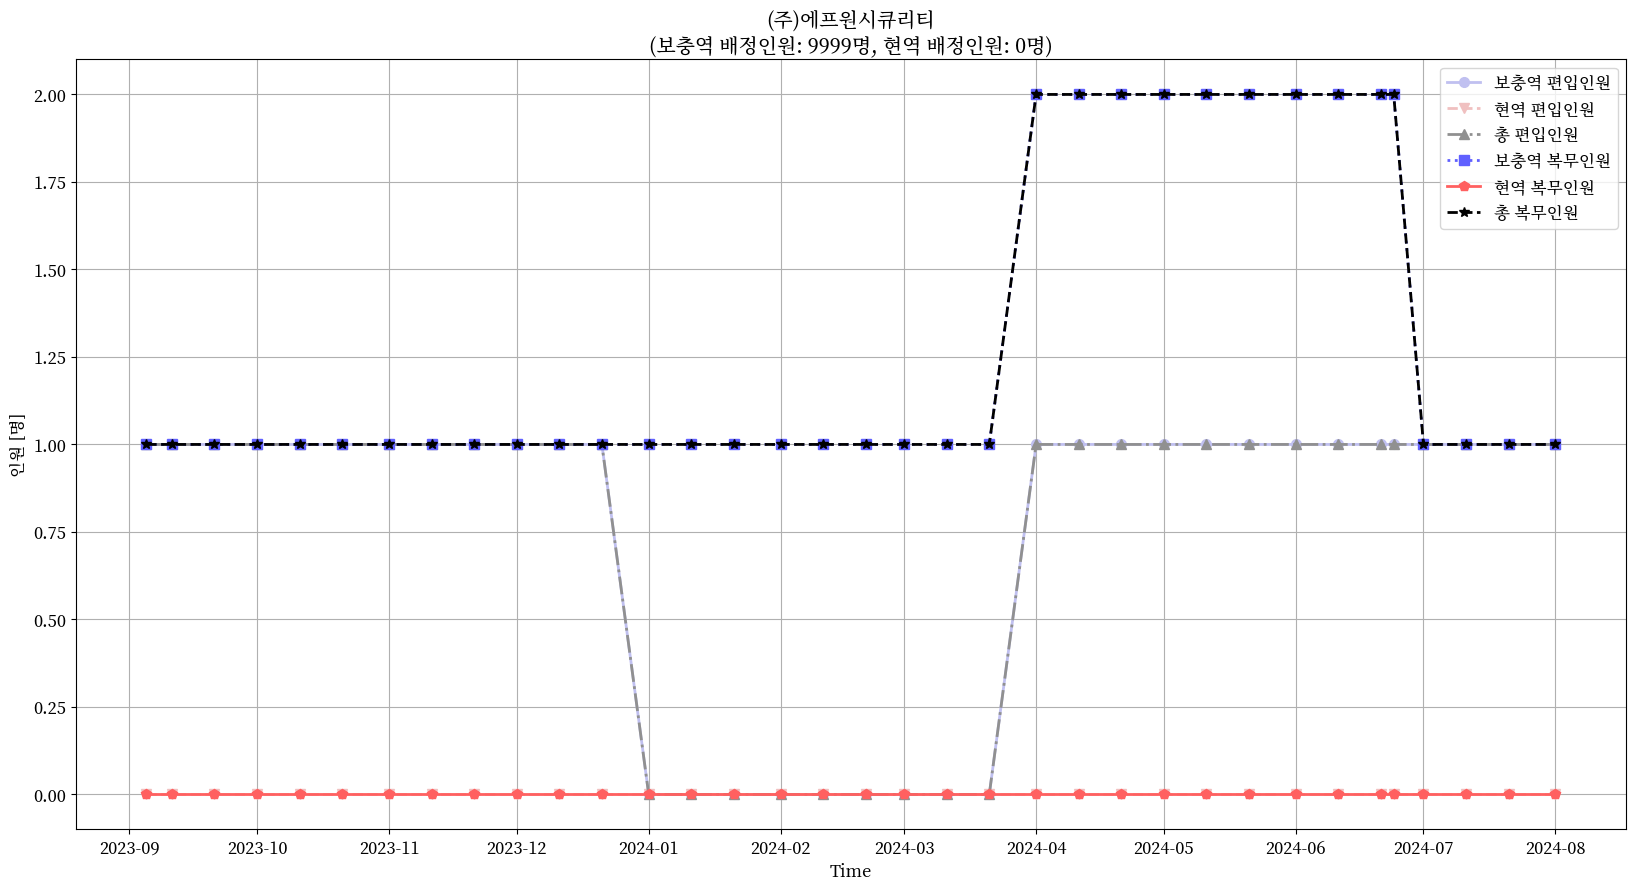 (주)에프원시큐리티
(보충역 배정인원: 9999명, 현역 배정인원: 0명)
보충역 편입인원
현역 편입인원
총 편입인원
보충역 복무인원
현역 복무인원
총 복무인원
인원 [명]
2.00
1.75
1.50
1.25
1.00
0.75
0.50
0.25
0.00
2023-09 2023-10 2023-11 2023-12 2024-01 2024-02 2024-03 2024-04 2024-05 2024-06 2024-07 2024-08
Time